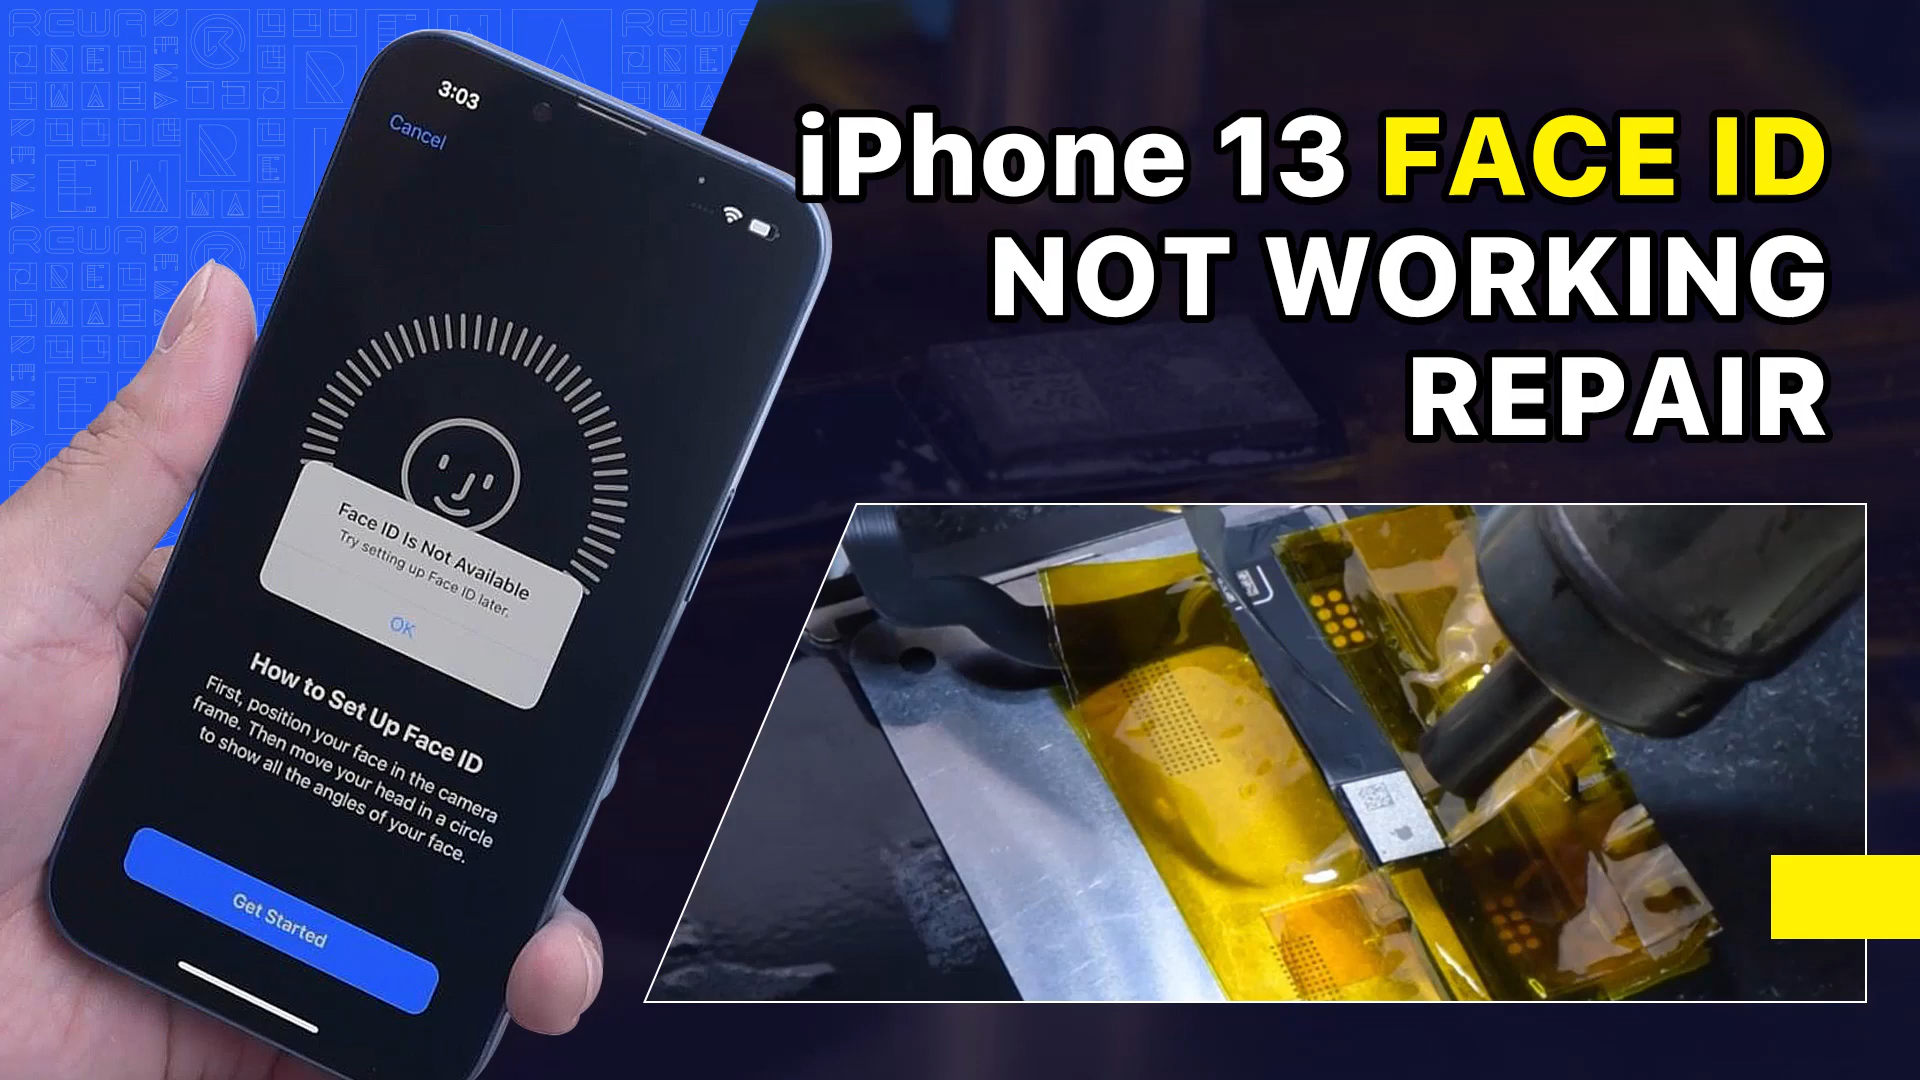 REWA
REWA
3:03
Cancel
iPhone 13 FACE ID
NOT WORKING
REPAIR
Face ID Is Not Available
Try setting up Face ID later.
OK
How to Set Up Face ID
First, position your face in the camera
frame. Then move your head in a circle
to show all the angles of your face.
Get Started